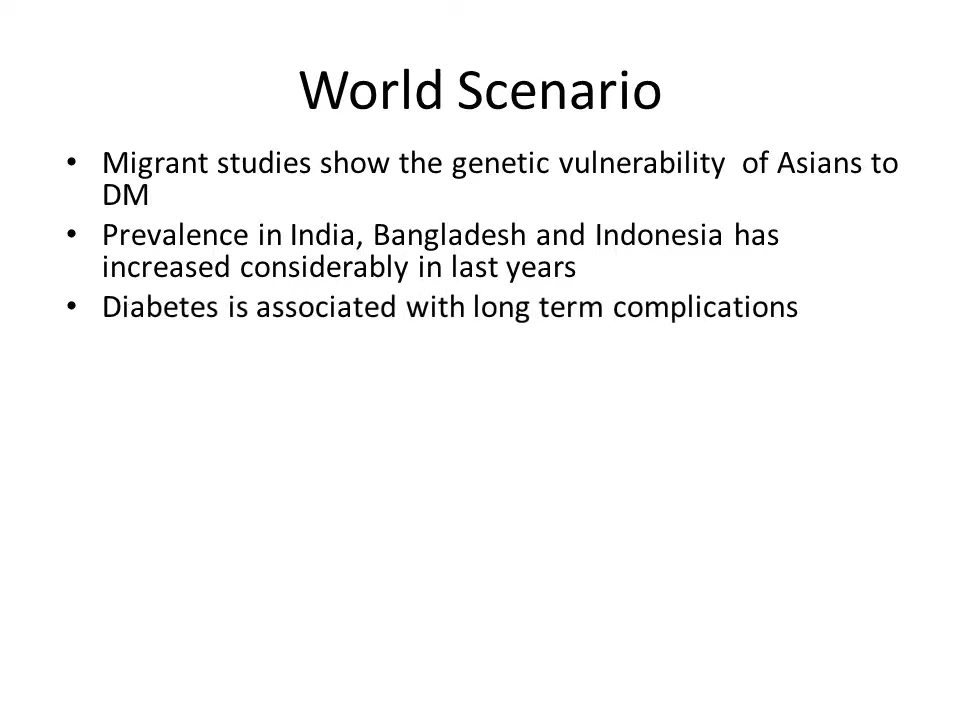 World Scenario
• Migrant studies show the genetic vulnerability  of Asians to
DM
• Prevalence in India, Bangladesh and Indonesia has
increased considerably in last years
• Diabetes is associated with long term complications